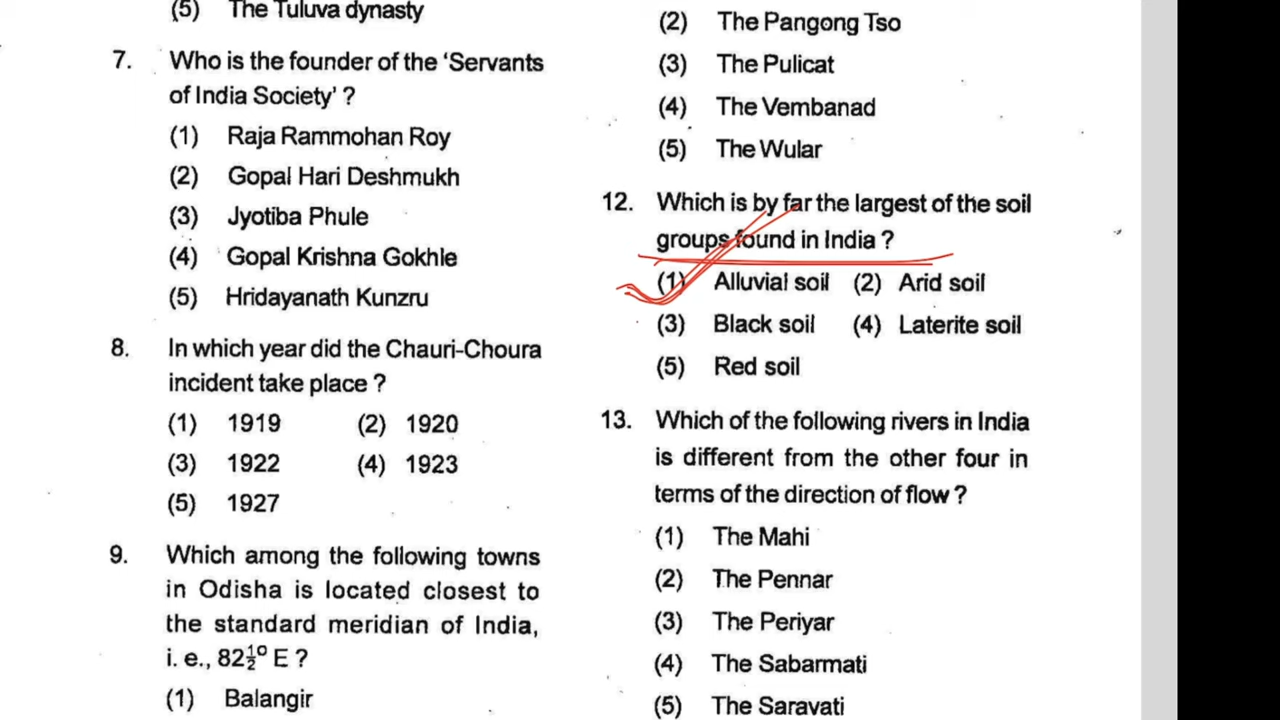 (5) The Tuluva dynasty
7. Who is the founder of the ‘Servants
of India Society’ ?
(1) Raja Rammohan Roy
(2) Gopal Hari Deshmukh
(3) Jyotiba Phule
(4) Gopal Krishna Gokhle
(5) Hridayanath Kunzru
8. In which year did the Chauri-Choura
incident take place ?
(1) 1919 (2) 1920
(3) 1922 (4) 1923
(5) 1927
9. Which among the following towns
in Odisha is located closest to
the standard meridian of India,
i. e., 82½° E ?
(1) Balangir
(2) The Pangong Tso
(3) The Pulicat
(4) The Vembanad
(5) The Wular
12. Which is by far the largest of the soil
groups found in India ?
(1) Alluvial soil (2) Arid soil
(3) Black soil (4) Laterite soil
(5) Red soil
13. Which of the following rivers in India
is different from the other four in
terms of the direction of flow ?
(1) The Mahi
(2) The Pennar
(3) The Periyar
(4) The Sabarmati
(5) The Saravati